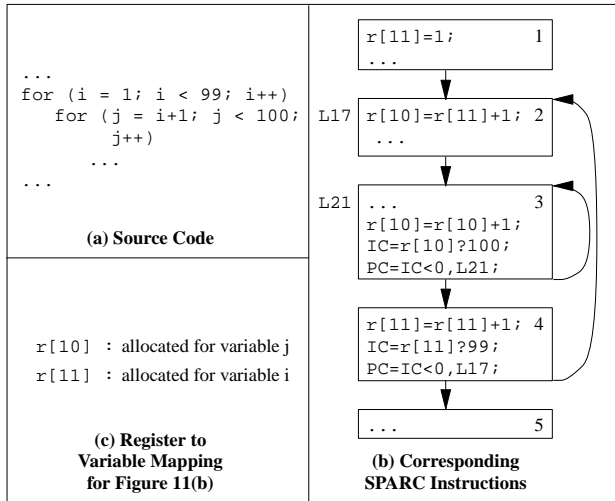 ...
for (i = 1; i < 99; i++)
for (j = i+1; j < 100;
j++)
...
...
(a) Source Code
r[10] : allocated for variable j
r[11] : allocated for variable i
(c) Register to
Variable Mapping
for Figure 11(b)
r[11]=1; 1
...
L17 r[10]=r[11]+1; 2
...
L21 ... 3
r[10]=r[10]+1;
IC=r[10]?100;
PC=IC<0,L21;
r[11]=r[11]+1; 4
IC=r[11]?99;
PC=IC<0,L17;
... 5
(b) Corresponding
SPARC Instructions